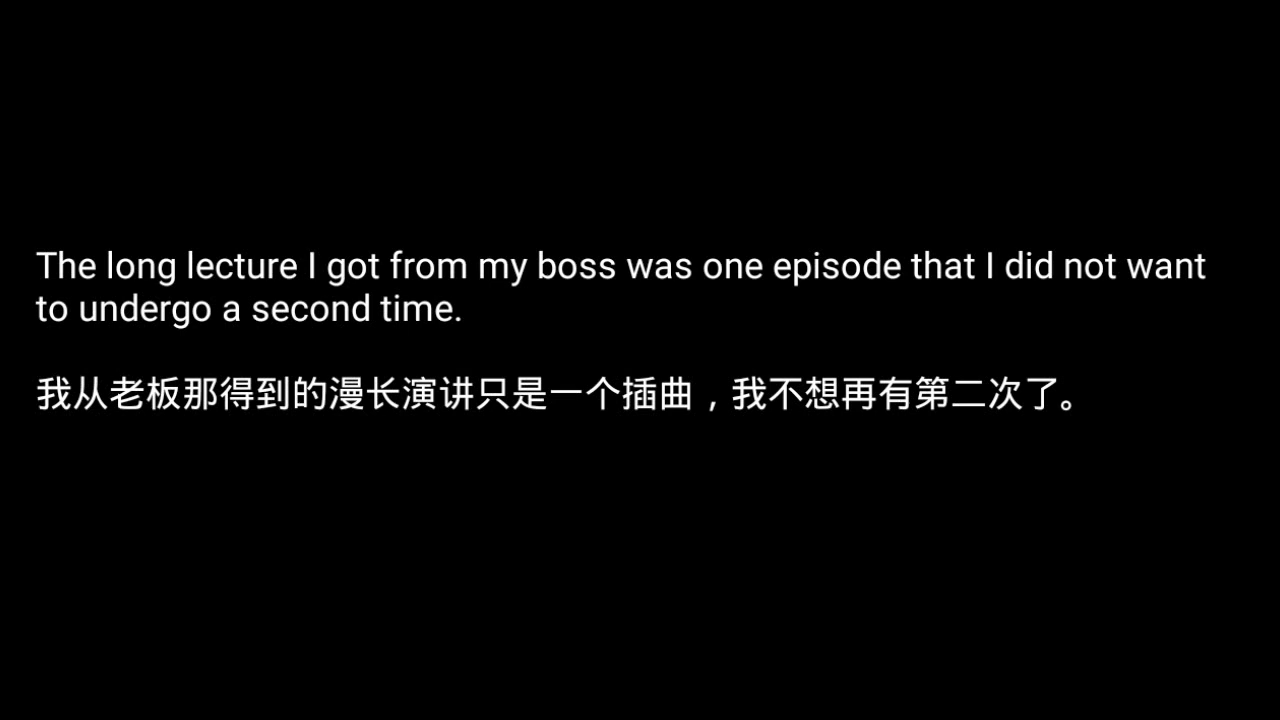 The long lecture I got from my boss was one episode that I did not want
to undergo a second time.
我从老板那得到的漫长演讲只是一个插曲，我不想再有第二次了。